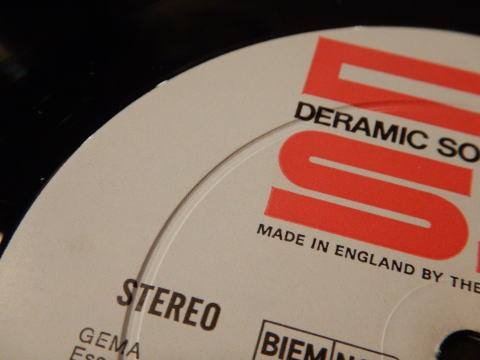 D
DERAMIC SO
S
MADE IN ENGLAND BY THE
STEREO
BIEM
GEMA